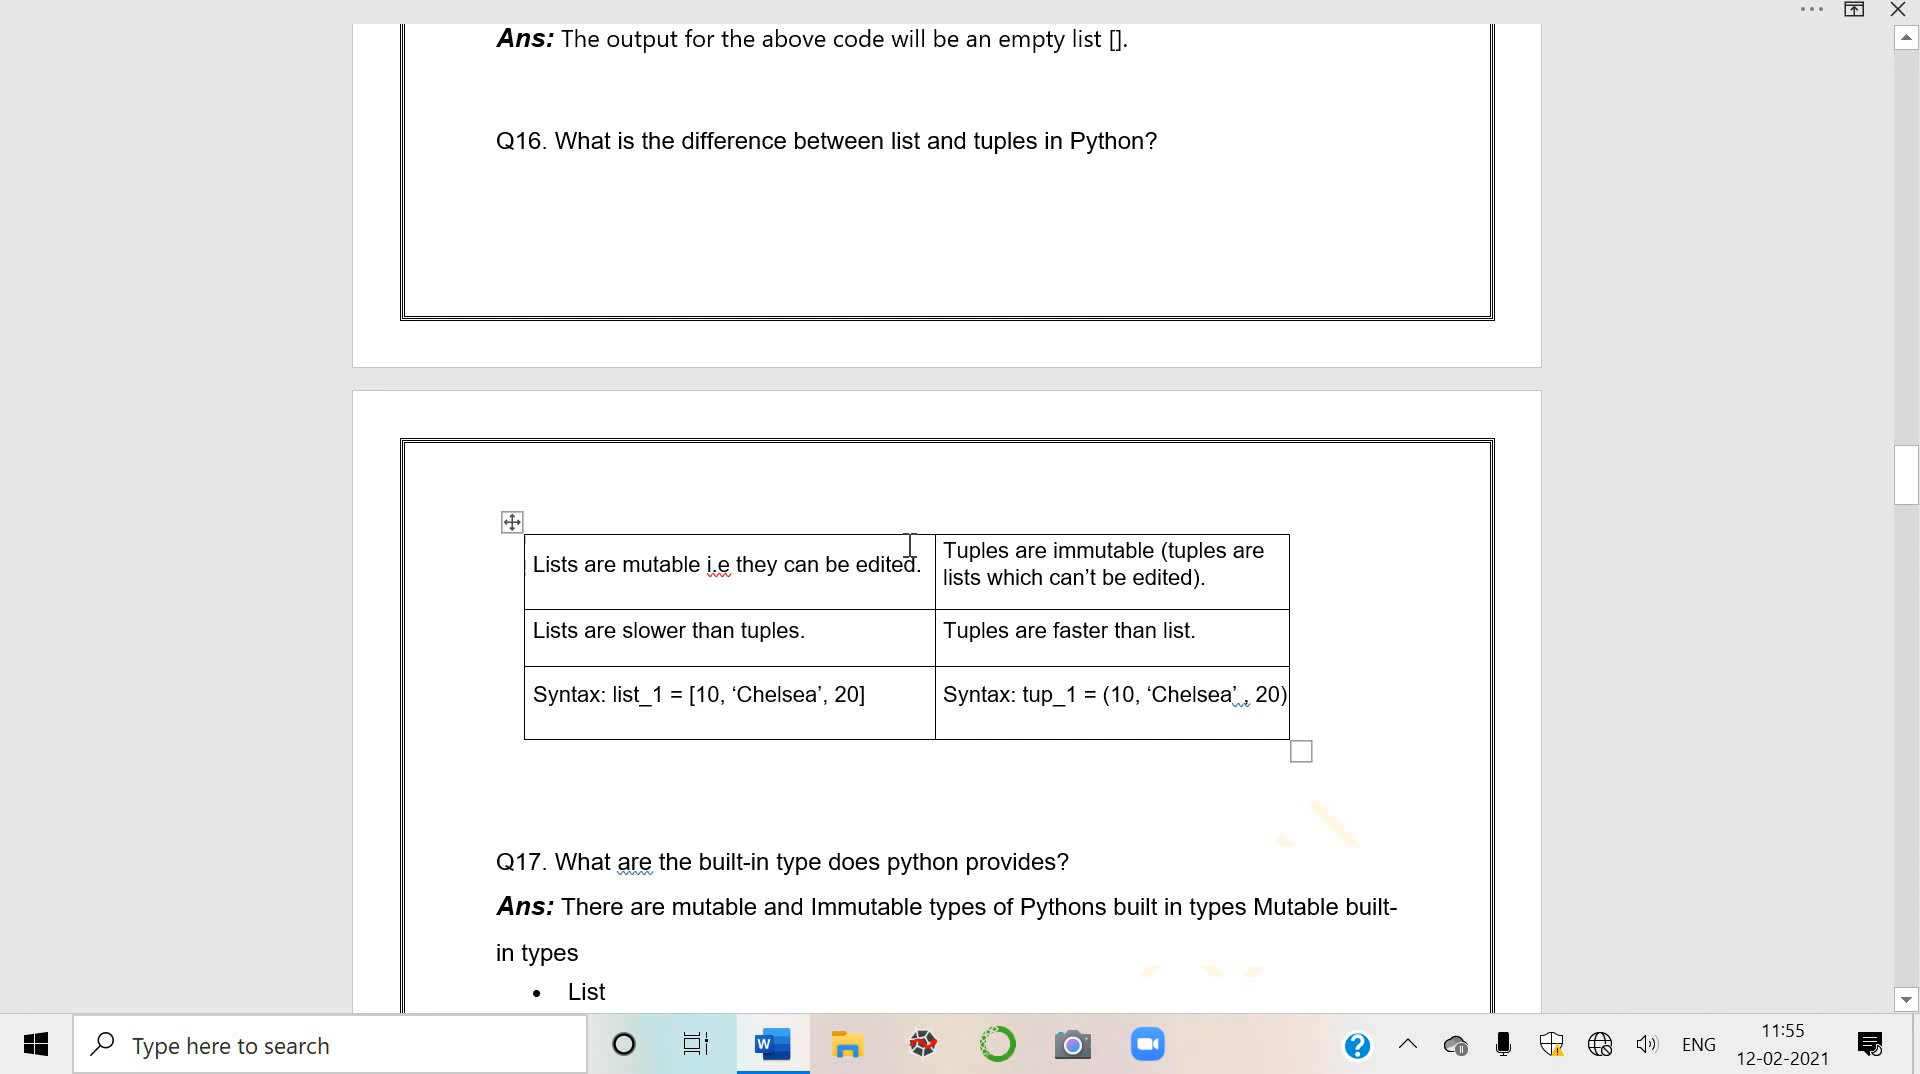 Ans: The output for the above code will be an empty list [].
Q16. What is the difference between list and tuples in Python?
Lists are mutable i.e they can be edited.
Tuples are immutable (tuples are
lists which can’t be edited).
Lists are slower than tuples.
Tuples are faster than list.
Syntax: list_1 = [10, ‘Chelsea’, 20]
Syntax: tup_1 = (10, ‘Chelsea’ , 20)
Q17. What are the built-in type does python provides?
Ans: There are mutable and Immutable types of Pythons built in types Mutable built-
in types
• List
Type here to search
W
ENG
11:55
12-02-2021